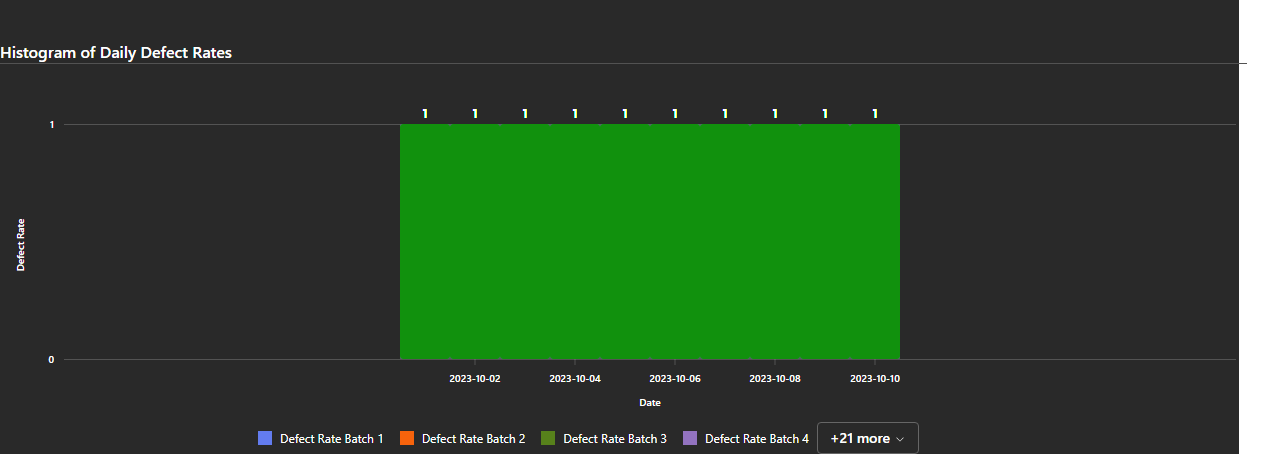 Histogram of Daily Defect Rates
1 1 1 1 1 1 1 1 1 1
1
Defect Rate
0
2023-10-02 2023-10-04 2023-10-06 2023-10-08 2023-10-10
Date
Defect Rate Batch 1 Defect Rate Batch 2 Defect Rate Batch 3 Defect Rate Batch 4 +21 more